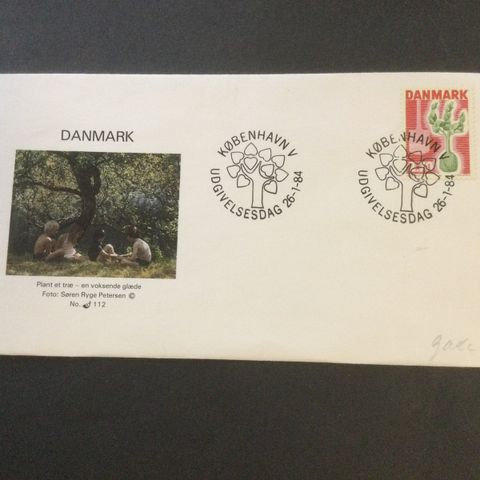 DANMARK
Plant et træ – en voksende glæde
Foto: Søren Ryge Petersen ©
No. 112
KØBENHAVN V
UDGIVELSESDAG 26-1-84
KØBENHAVN V
UDGIVELSESDAG 26-1-84
DANMARK